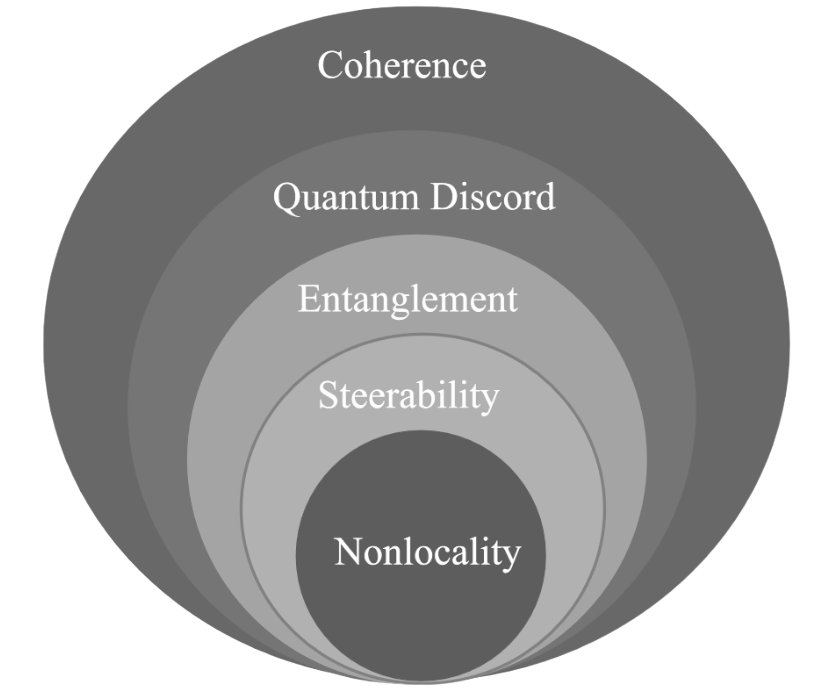 Coherence
Quantum Discord
Entanglement
Steerability
Nonlocality